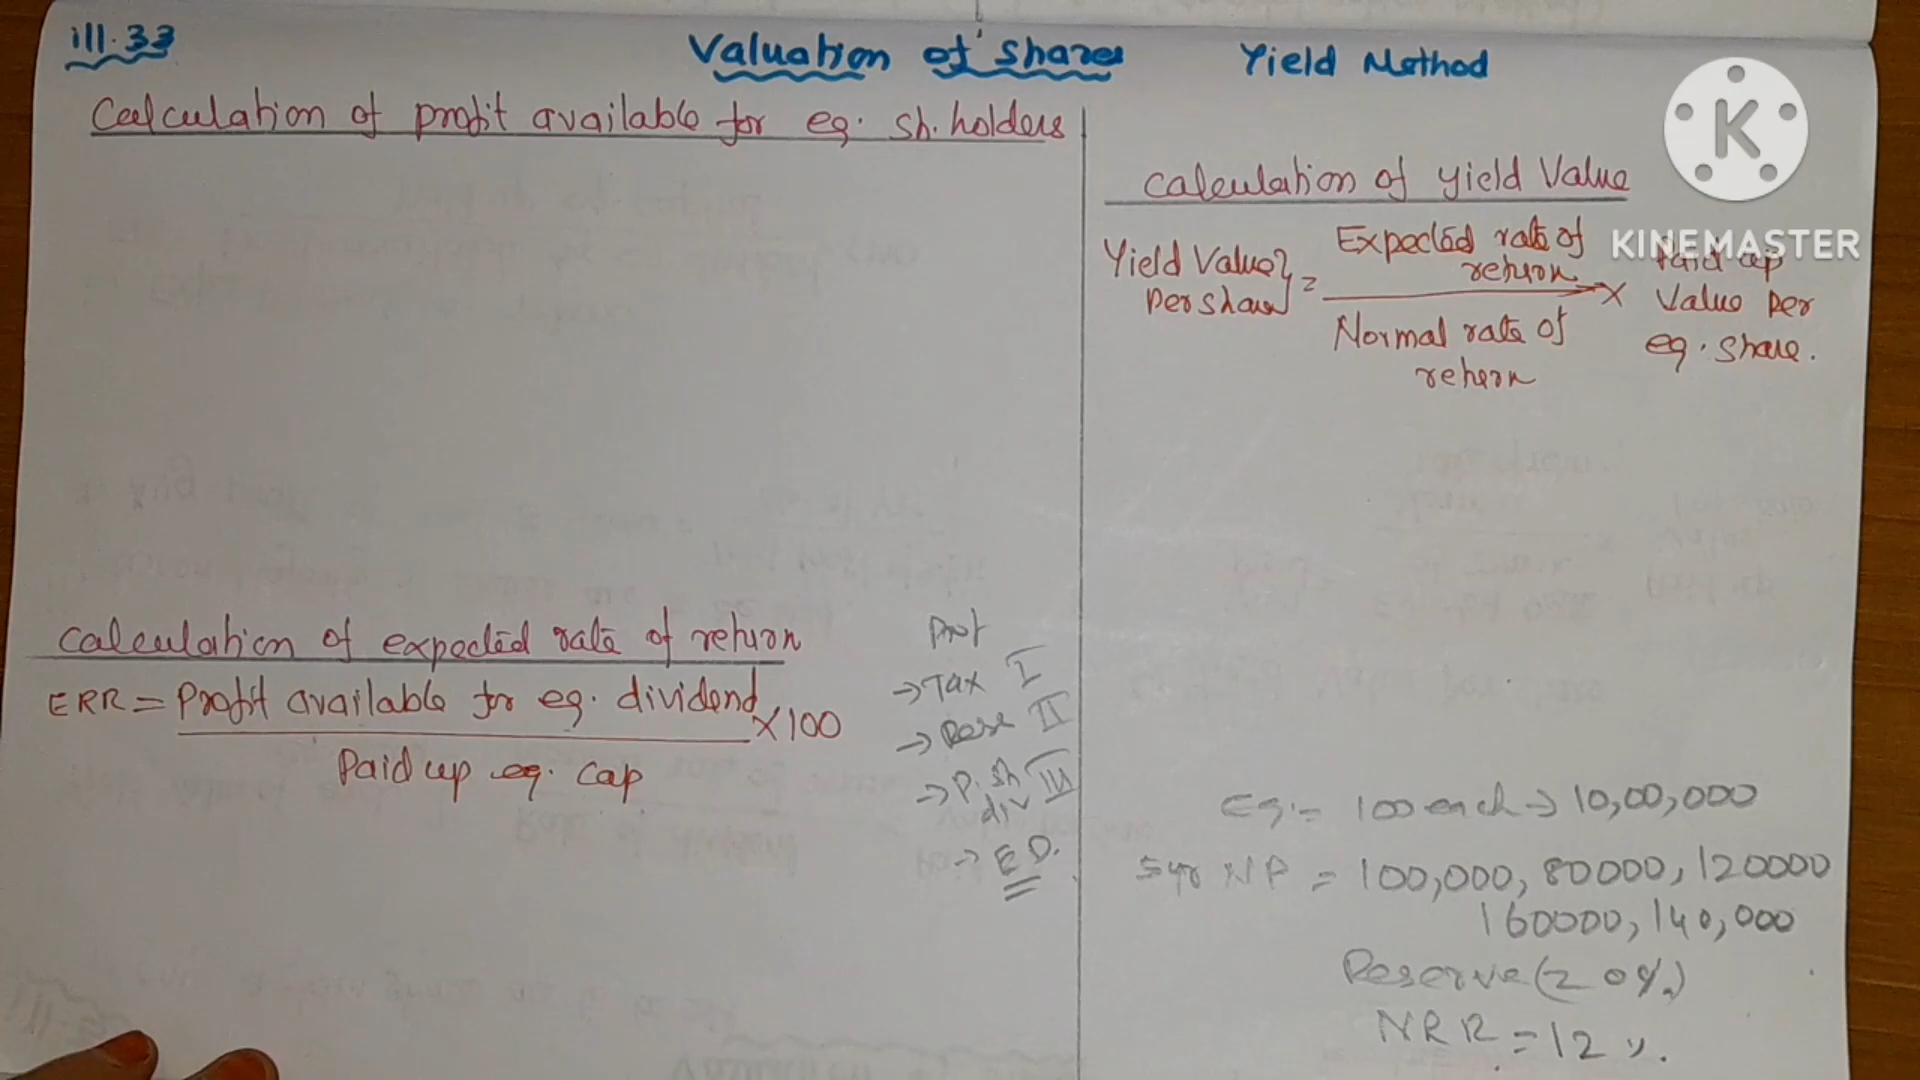 ill.33
Valuation of shares
Yield Method
Calculation of profit available for eq. sh. holders
Calculation of expected rate of return
ERR = Profit available for eq. dividend
X 100
Paid up eq. cap
→ Tax I
→ Rese II
→ P. sh III
div
→ E D.
Calculation of yield Value
Yield Value
Per share
=
Expected rate of
return
Normal rate of
return
X
Paid up
Value per
eq. share.
Eq:- 100 each → 10,00,000
5yr NP = 100,000, 80000, 120000
160000, 140,000
Reserve (20%)
NRR = 12 %.
K
KINEMASTER